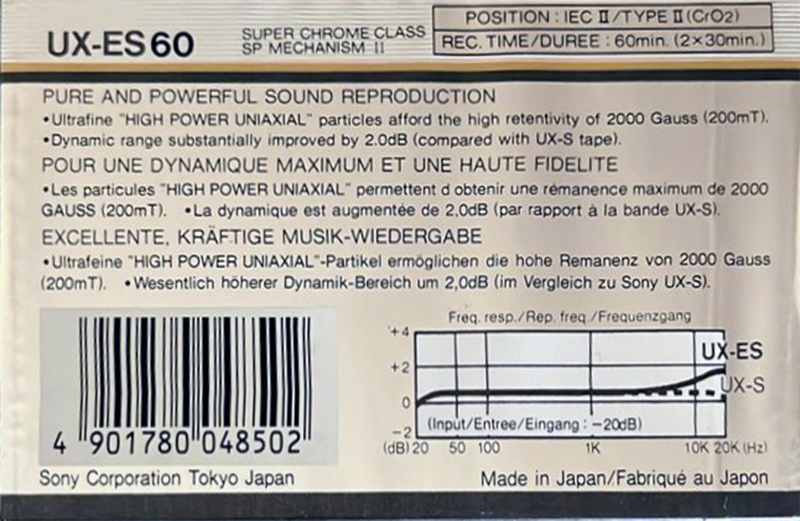 UX-ES 60
SUPER CHROME CLASS
SP MECHANISM II
POSITION : IEC II/TYPE II (CrO2)
REC. TIME/DUREE : 60min. (2×30min.)
PURE AND POWERFUL SOUND REPRODUCTION
•Ultrafine "HIGH POWER UNIAXIAL" particles afford the high retentivity of 2000 Gauss (200mT).
•Dynamic range substantially improved by 2.0dB (compared with UX-S tape).
POUR UNE DYNAMIQUE MAXIMUM ET UNE HAUTE FIDELITE
•Les particules "HIGH POWER UNIAXIAL" permettent d obtenir une rémanence maximum de 2000
GAUSS (200mT). •La dynamique est augmentée de 2,0dB (par rapport à la bande UX-S).
EXCELLENTE, KRÄFTIGE MUSIK-WIEDERGABE
•Ultrafeine "HIGH POWER UNIAXIAL"-Partikel ermöglichen die hohe Remanenz von 2000 Gauss
(200mT). •Wesentlich höherer Dynamik-Bereich um 2,0dB (im Vergleich zu Sony UX-S).
Freq. resp./Rep. freq./Frequenzgang
+4
UX-ES
+2
UX-S
0
(Input/Entree/Eingang : −20dB)
−2
(dB) 20 50 100 1K 10K 20K (Hz)
4 901780 048502
Sony Corporation Tokyo Japan
Made in Japan/Fabriqué au Japon